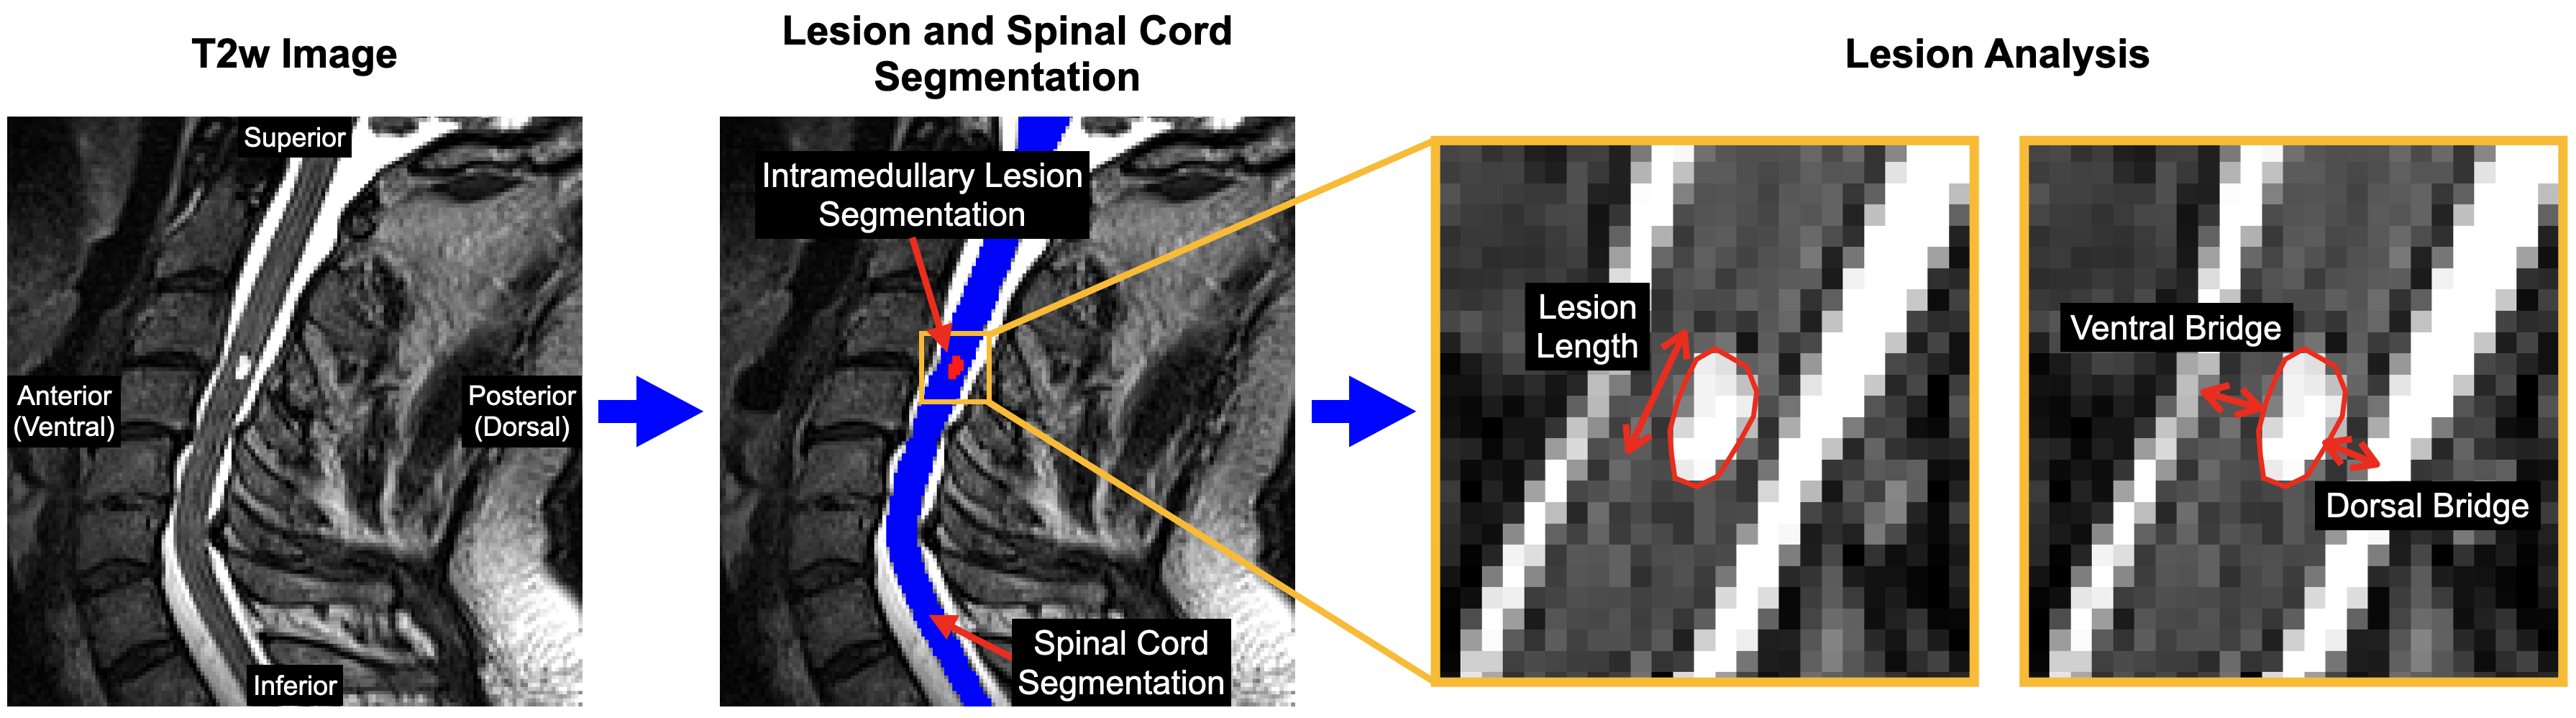 T2w Image
Superior
Anterior
(Ventral)
Posterior
(Dorsal)
Inferior
Lesion and Spinal Cord
Segmentation
Intramedullary Lesion
Segmentation
Spinal Cord
Segmentation
Lesion Analysis
Lesion
Length
Ventral Bridge
Dorsal Bridge